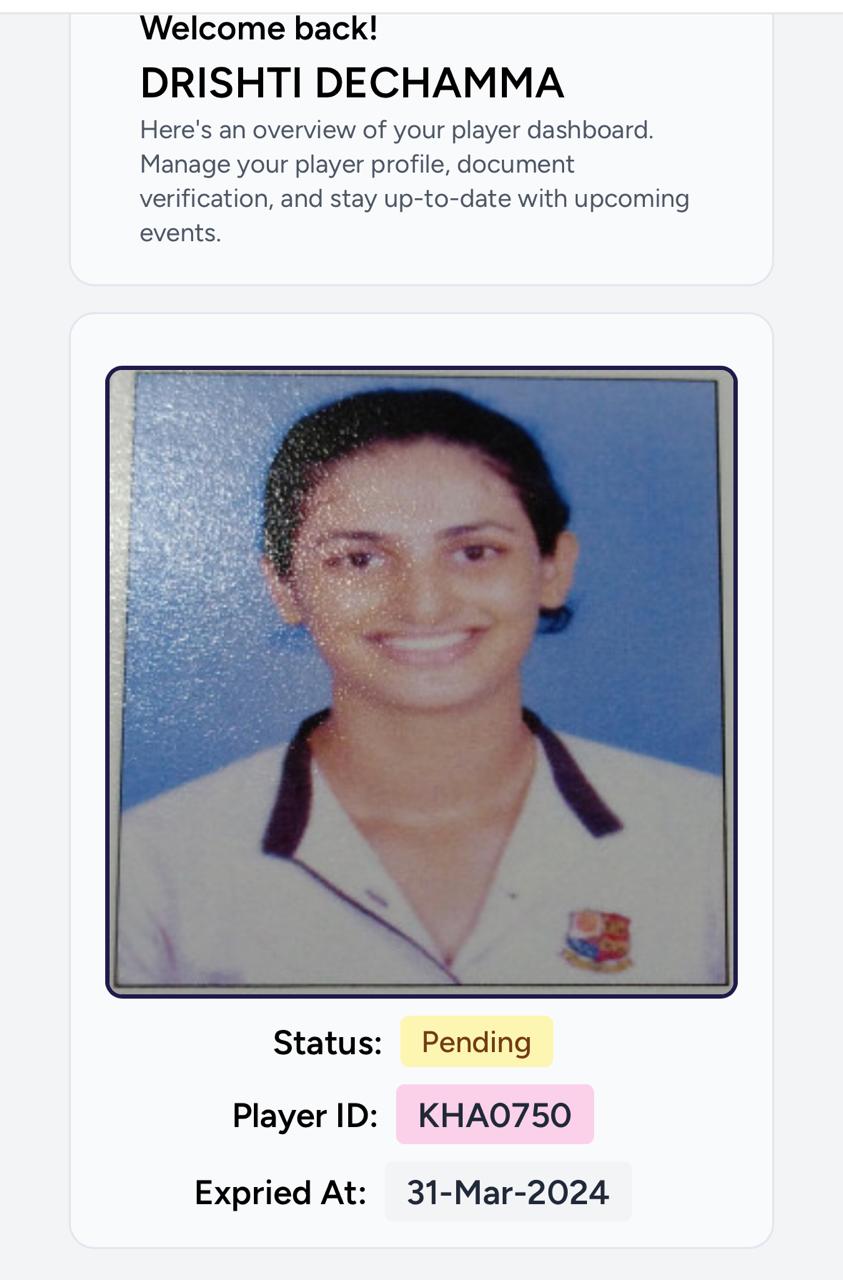 Welcome back!
DRISHTI DECHAMMA
Here's an overview of your player dashboard.
Manage your player profile, document
verification, and stay up-to-date with upcoming
events.
Status: Pending
Player ID: KHA0750
Expried At: 31-Mar-2024